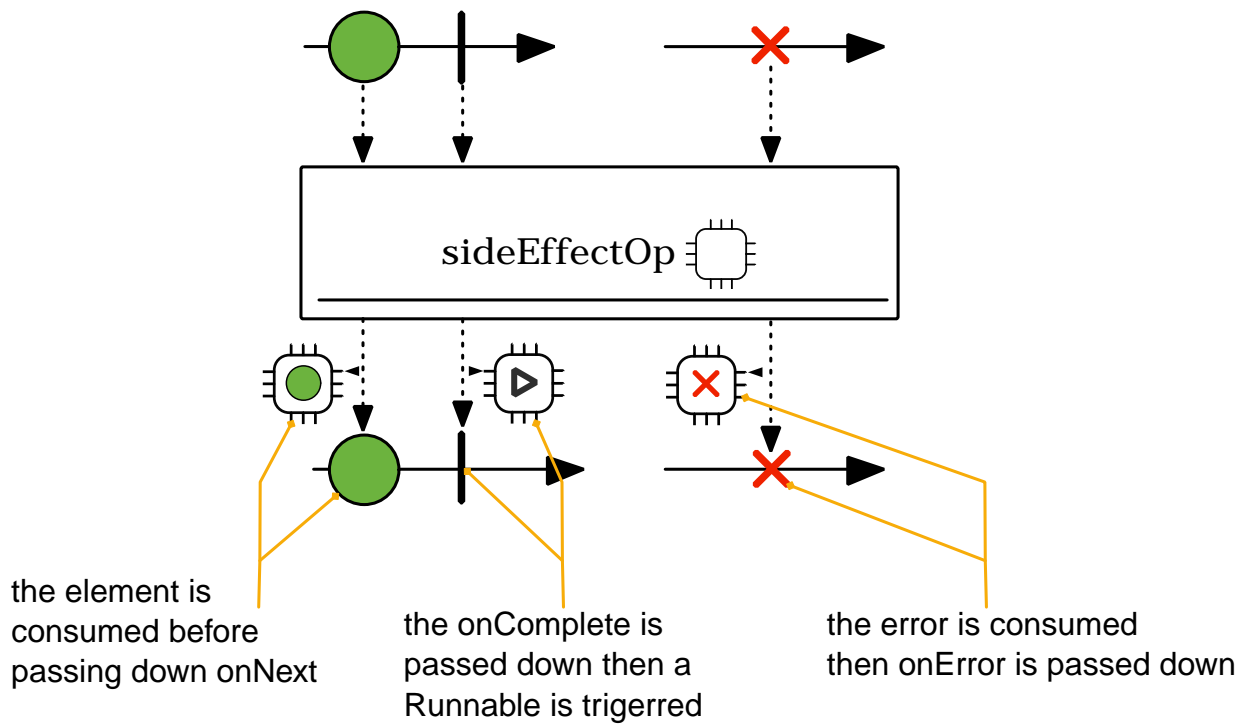 sideEffectOp
the element is
consumed before
passing down onNext
the onComplete is
passed down then a
Runnable is trigerred
the error is consumed
then onError is passed down